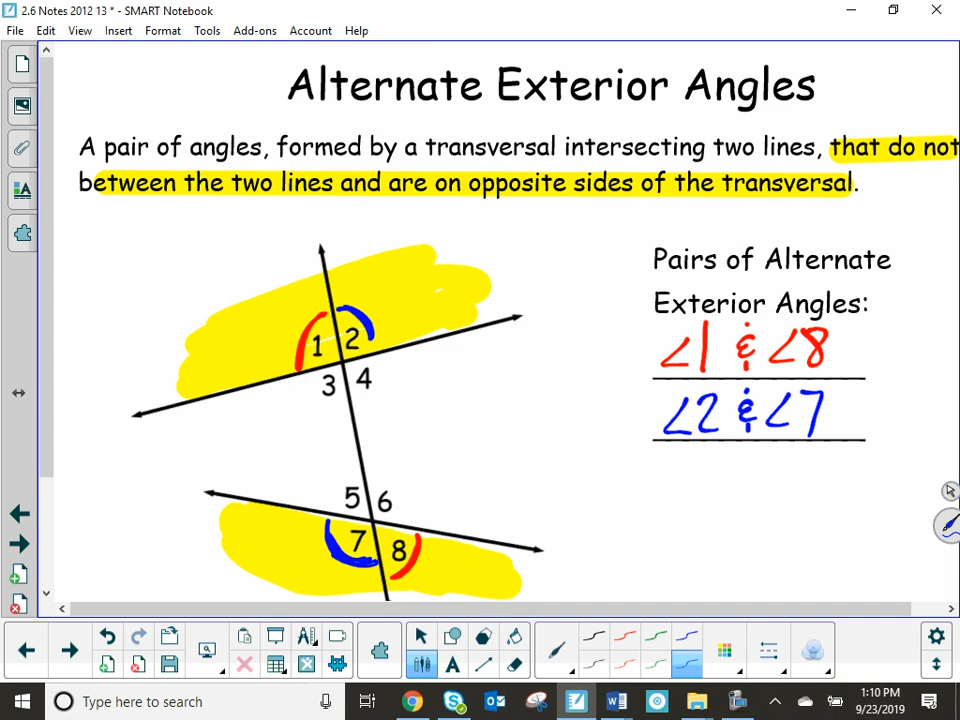 2.6 Notes 2012 13 * - SMART Notebook
File Edit View Insert Format Tools Add-ons Account Help
Alternate Exterior Angles
A pair of angles, formed by a transversal intersecting two lines, that do not
between the two lines and are on opposite sides of the transversal.
Pairs of Alternate
Exterior Angles:
∠1 & ∠8
∠2 & ∠7
1 2
3 4
5 6
7 8
A
A
Type here to search
1:10 PM
9/23/2019